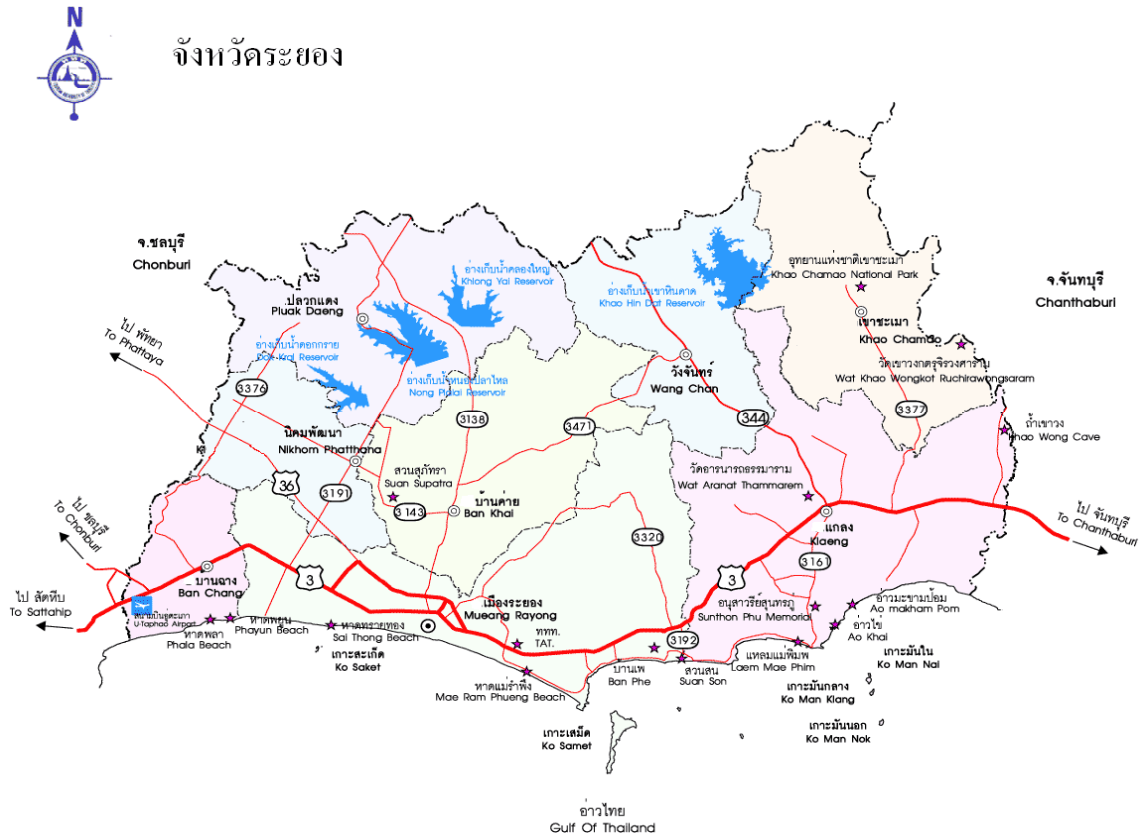 N
จังหวัดระยอง
จ.ชลบุรี
Chonburi
อ่างเก็บน้ำคลองใหญ่
Khlong Yai Reservoir
อุทยานแห่งชาติเขาชะเมา
Khao Chamao National Park
จ.จันทบุรี
Chanthaburi
ปลวกแดง
Pluak Daeng
อ่างเก็บน้ำเขาหินดาด
Khao Hin Dat Reservoir
เขาชะเมา
Khao Chamao
ไป พัทยา
To Phattaya
อ่างเก็บน้ำดอกกราย
Dok Krai Reservoir
วังจันทร์
Wang Chan
วัดเขาวงกตรุจิรวงศาราม
Wat Khao Wongkot Ruchirawongsaram
3376
อ่างเก็บน้ำหนองปลาไหล
Nong Plalai Reservoir
3138
3471
344
3377
นิคมพัฒนา
Nikhom Phatthana
ถ้ำเขาวง
Khao Wong Cave
สวนสุภัทรา
Suan Supatra
วัดอารนารถธรรมาราม
Wat Aranat Thammarem
36
3191
3143
บ้านค่าย
Ban Khai
แกลง
Klaeng
ไป ชลบุรี
To Chonburi
ไป จันทบุรี
To Chanthaburi
3320
3161
บ้านฉาง
Ban Chang
3
3
ไป สัตหีบ
To Sattahip
สนามบินอู่ตะเภา
U-Taphao Airport
หาดพลา
Phala Beach
หาดพยูน
Phayun Beach
หาดทรายทอง
Sai Thong Beach
เมืองระยอง
Mueang Rayong
ททท.
TAT.
อนุสาวรีย์สุนทรภู่
Sunthon Phu Memorial
อ่าวมะขามป้อม
Ao makham Pom
อ่าวไข่
Ao Khai
3192
เกาะสะเก็ด
Ko Saket
บ้านเพ
Ban Phe
สวนสน
Suan Son
แหลมแม่พิมพ์
Laem Mae Phim
เกาะมันใน
Ko Man Nai
หาดแม่รำพึง
Mae Ram Phueng Beach
เกาะมันกลาง
Ko Man Klang
เกาะเสม็ด
Ko Samet
เกาะมันนอก
Ko Man Nok
อ่าวไทย
Gulf Of Thailand